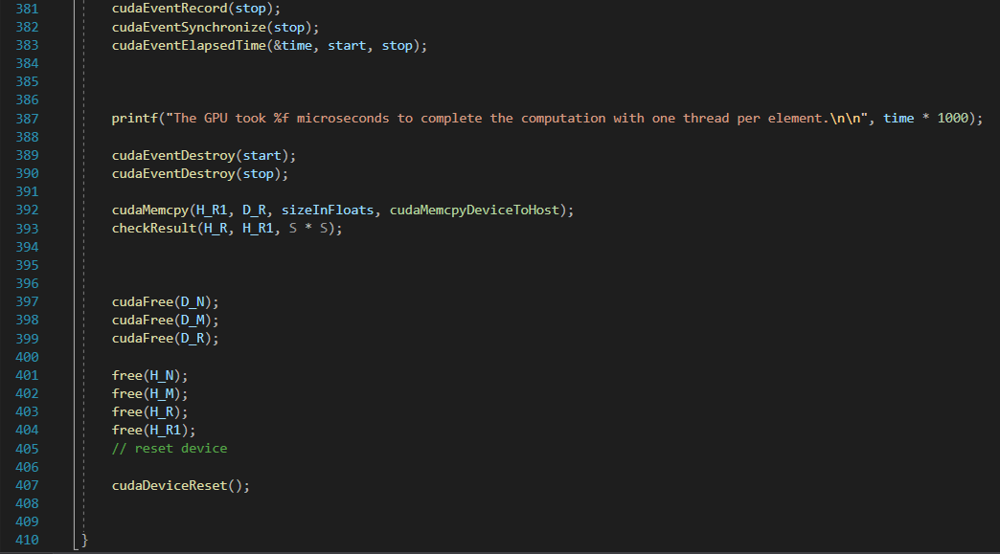 381 cudaEventRecord(stop);
382 cudaEventSynchronize(stop);
383 cudaEventElapsedTime(&time, start, stop);
384
385
386
387 printf("The GPU took %f microseconds to complete the computation with one thread per element.\n\n", time * 1000);
388
389 cudaEventDestroy(start);
390 cudaEventDestroy(stop);
391
392 cudaMemcpy(H_R1, D_R, sizeInFloats, cudaMemcpyDeviceToHost);
393 checkResult(H_R, H_R1, S * S);
394
395
396
397 cudaFree(D_N);
398 cudaFree(D_M);
399 cudaFree(D_R);
400
401 free(H_N);
402 free(H_M);
403 free(H_R);
404 free(H_R1);
405 // reset device
406
407 cudaDeviceReset();
408
409
410 }